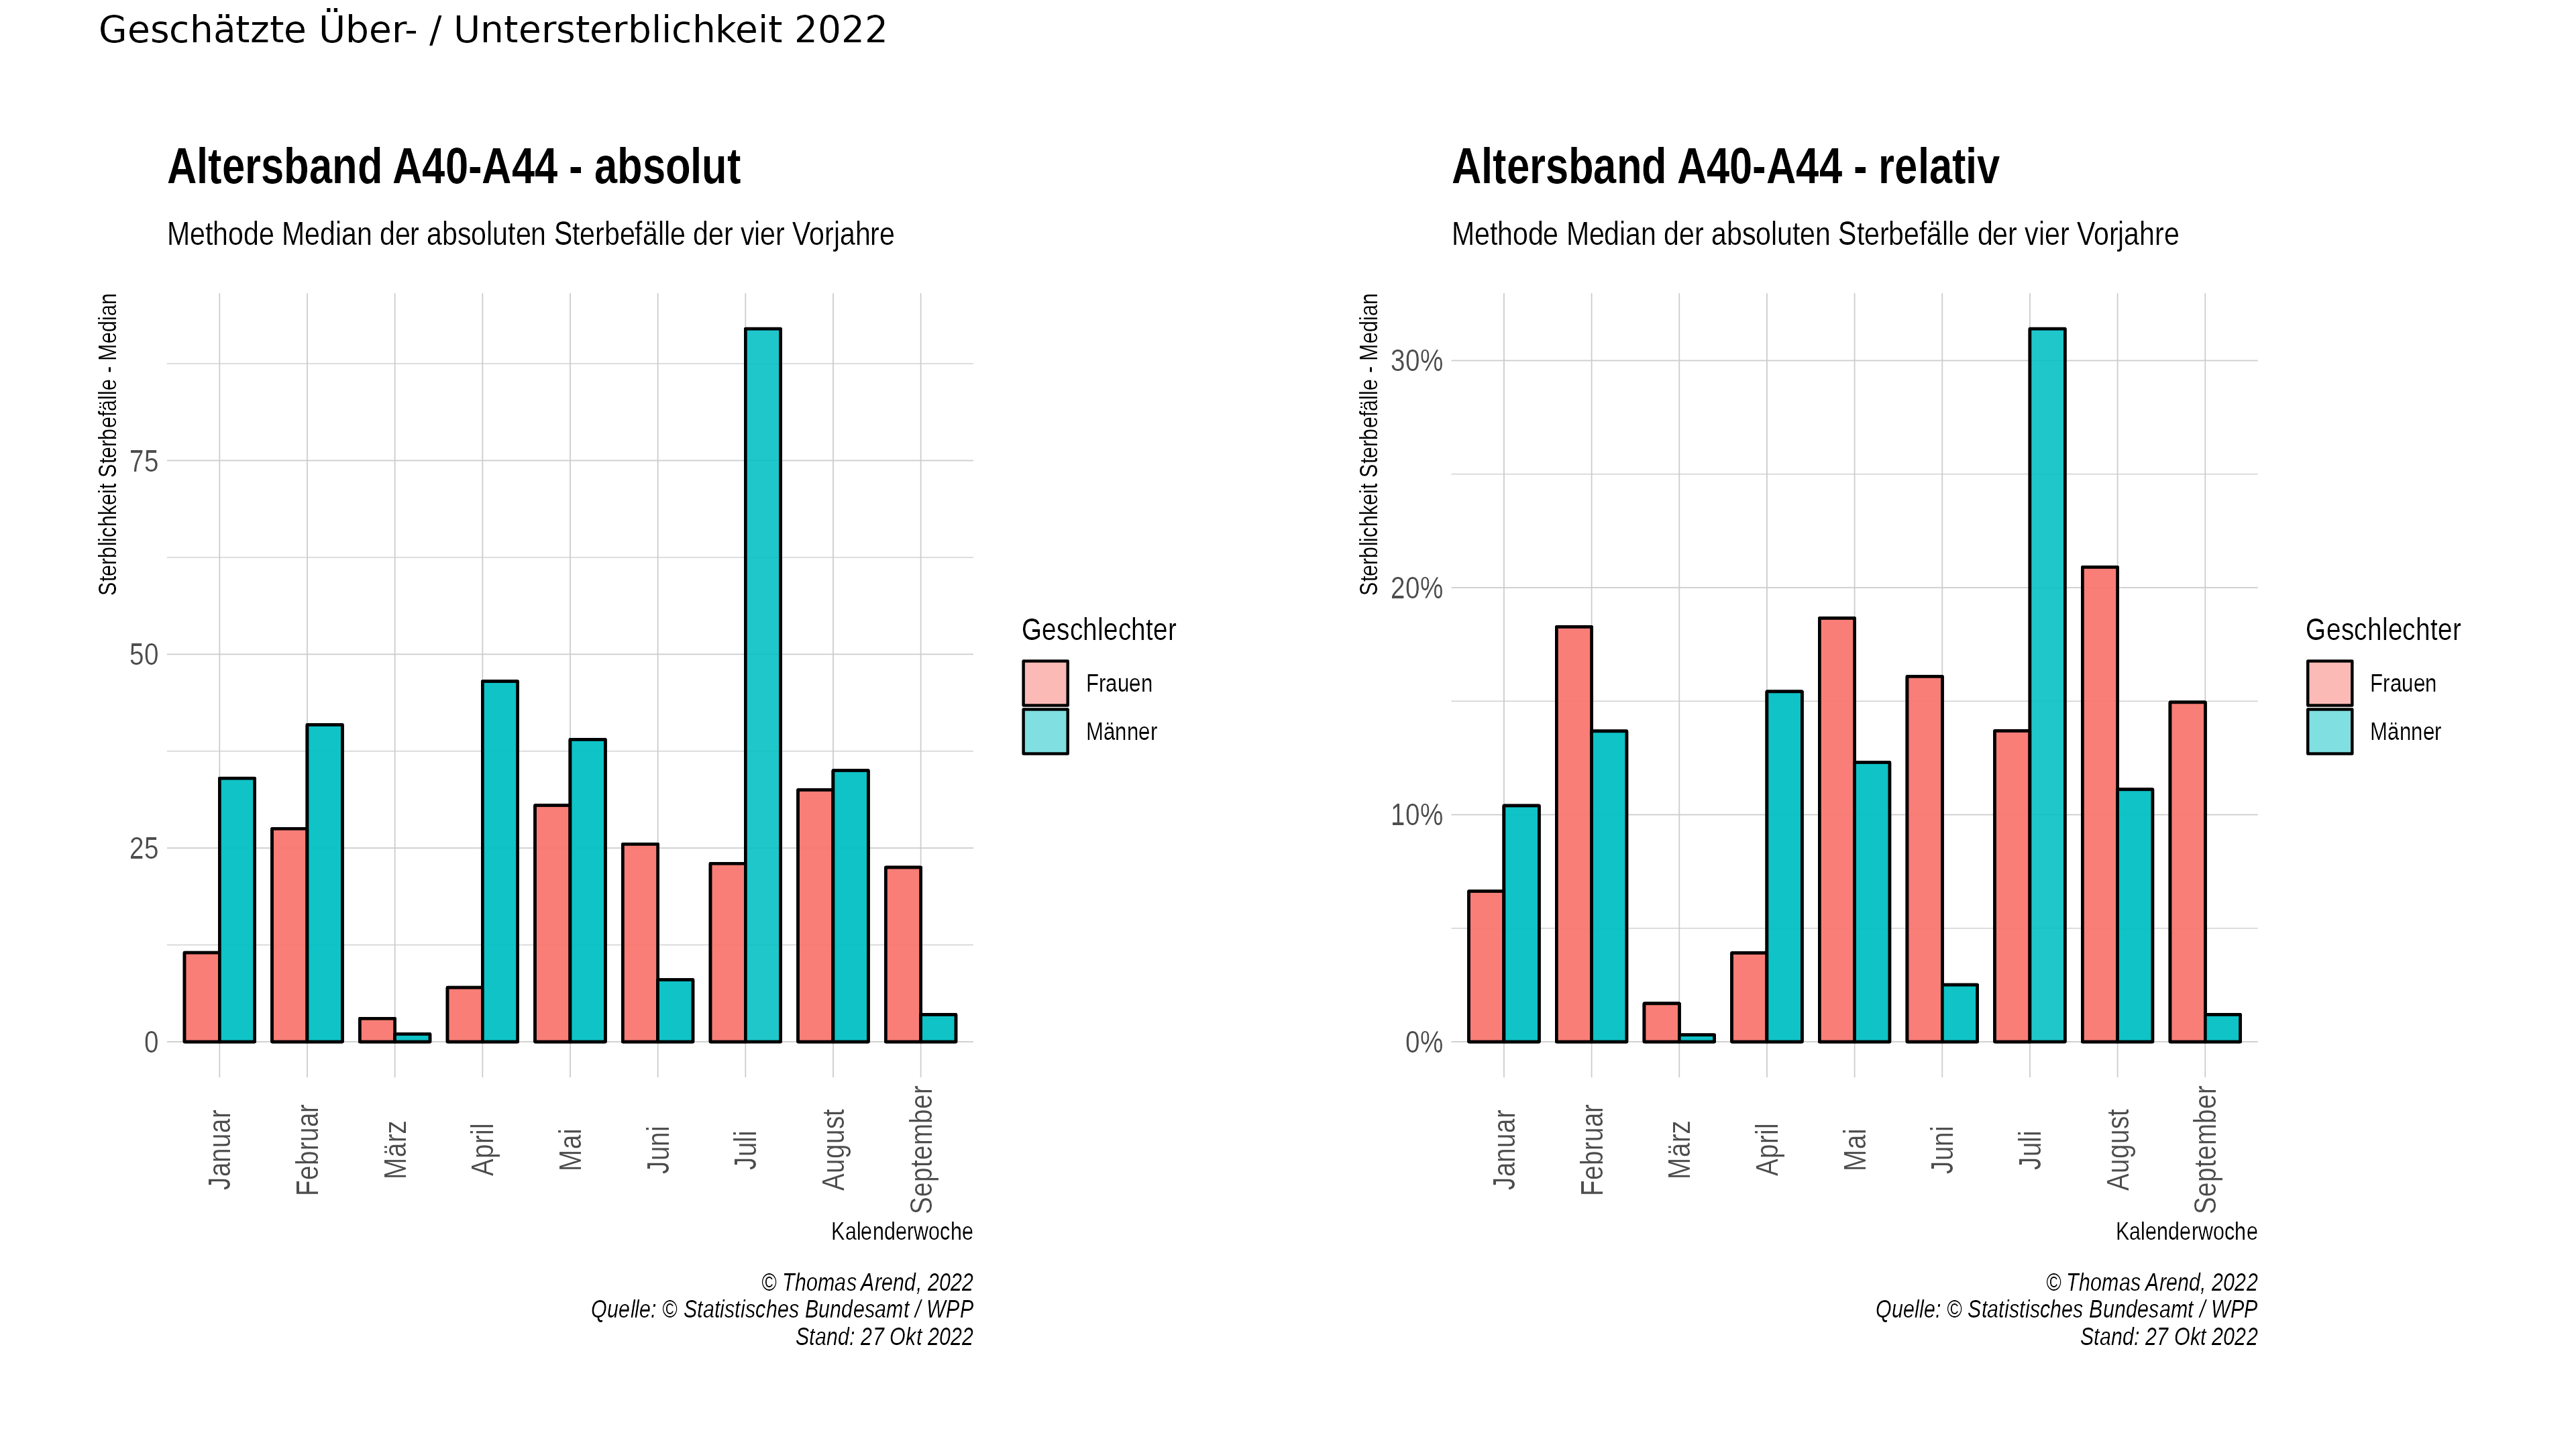 Geschätzte Über- / Untersterblichkeit 2022
Altersband A40-A44 - absolut
Methode Median der absoluten Sterbefälle der vier Vorjahre
Sterblichkeit Sterbefälle - Median
75
50
25
0
Januar
Februar
März
April
Mai
Juni
Juli
August
September
Kalenderwoche
Geschlechter
Frauen
Männer
© Thomas Arend, 2022
Quelle: © Statistisches Bundesamt / WPP
Stand: 27 Okt 2022
Altersband A40-A44 - relativ
Methode Median der absoluten Sterbefälle der vier Vorjahre
Sterblichkeit Sterbefälle - Median
30%
20%
10%
0%
Januar
Februar
März
April
Mai
Juni
Juli
August
September
Kalenderwoche
Geschlechter
Frauen
Männer
© Thomas Arend, 2022
Quelle: © Statistisches Bundesamt / WPP
Stand: 27 Okt 2022